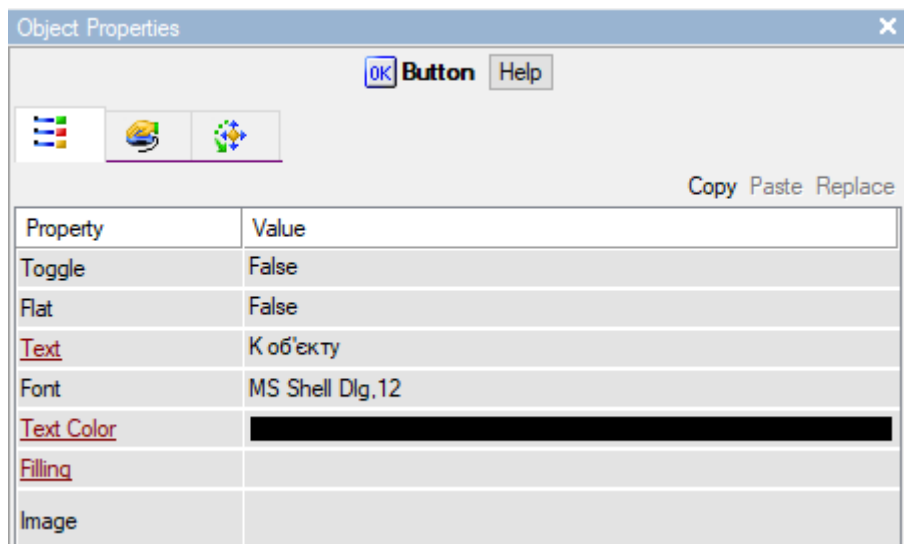 Object Properties
OK Button Help
Copy Paste Replace
Property Value
Toggle False
Flat False
Text К об'єкту
Font MS Shell Dlg,12
Text Color
Filling
Image